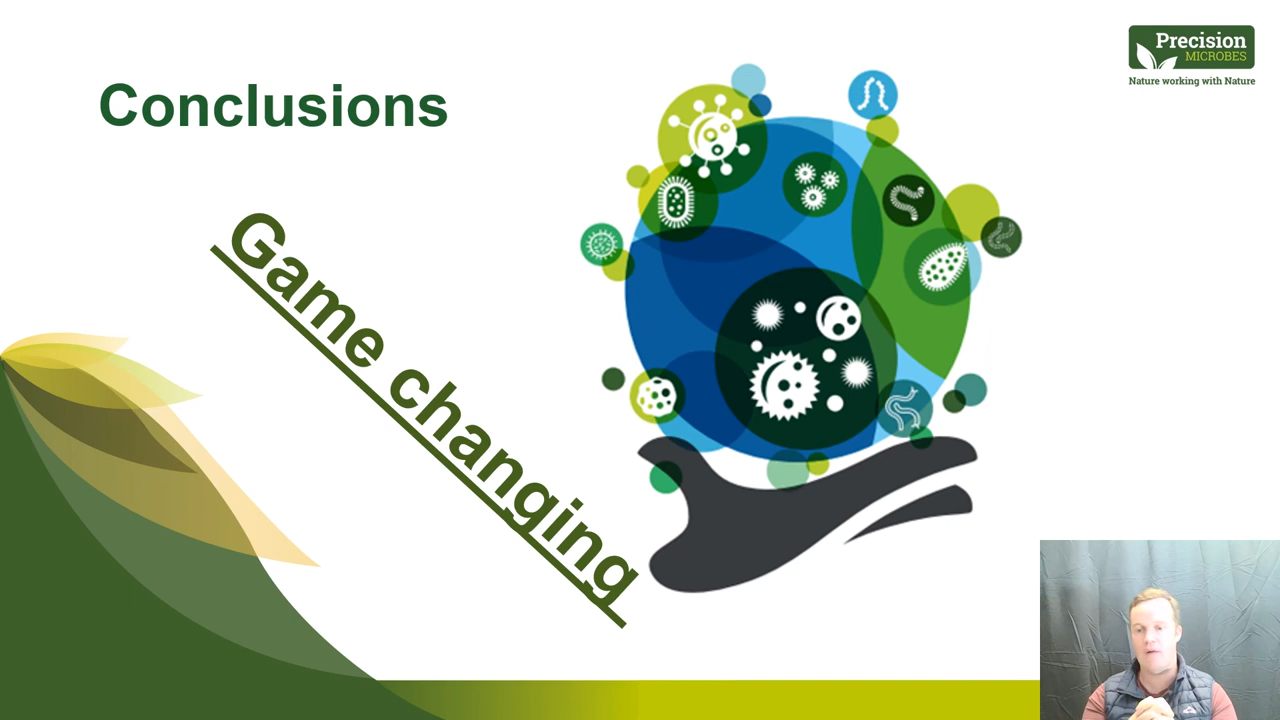 Precision
MICROBES
Nature working with Nature
Conclusions
Game changing